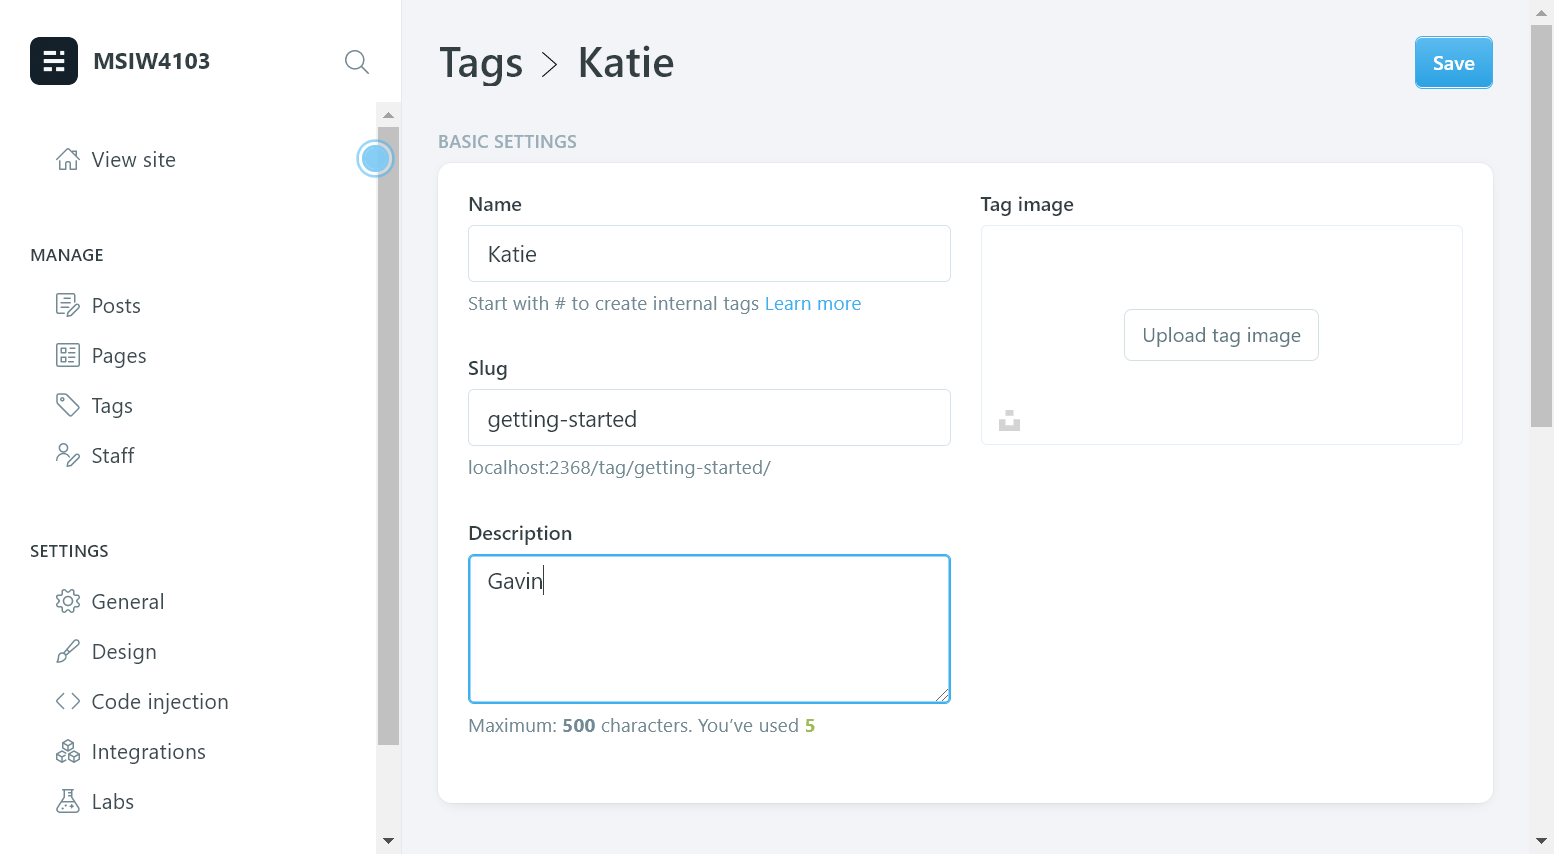 MSIW4103
View site
MANAGE
Posts
Pages
Tags
Staff
SETTINGS
General
Design
Code injection
Integrations
Labs
Tags > Katie
Save
BASIC SETTINGS
Name
Katie
Start with # to create internal tags Learn more
Slug
getting-started
localhost:2368/tag/getting-started/
Description
Gavin
Maximum: 500 characters. You’ve used 5
Tag image
Upload tag image